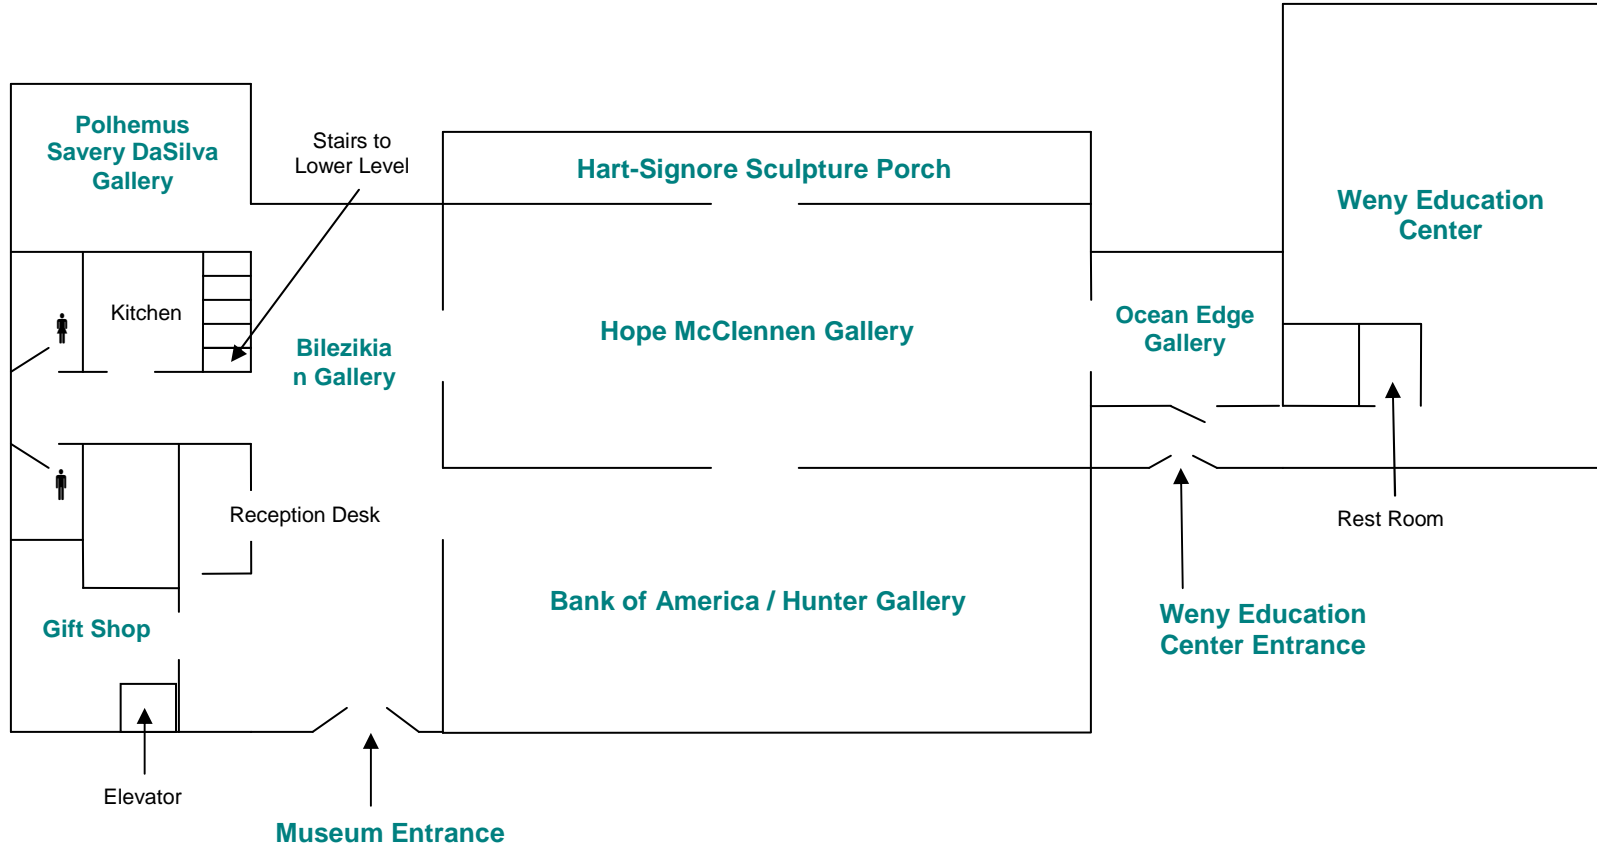 Polhemus
Savery DaSilva
Gallery
Stairs to
Lower Level
Hart-Signore Sculpture Porch
Weny Education
Center
Kitchen
Bilezikia
n Gallery
Hope McClennen Gallery
Ocean Edge
Gallery
Reception Desk
Rest Room
Gift Shop
Bank of America / Hunter Gallery
Weny Education
Center Entrance
Elevator
Museum Entrance